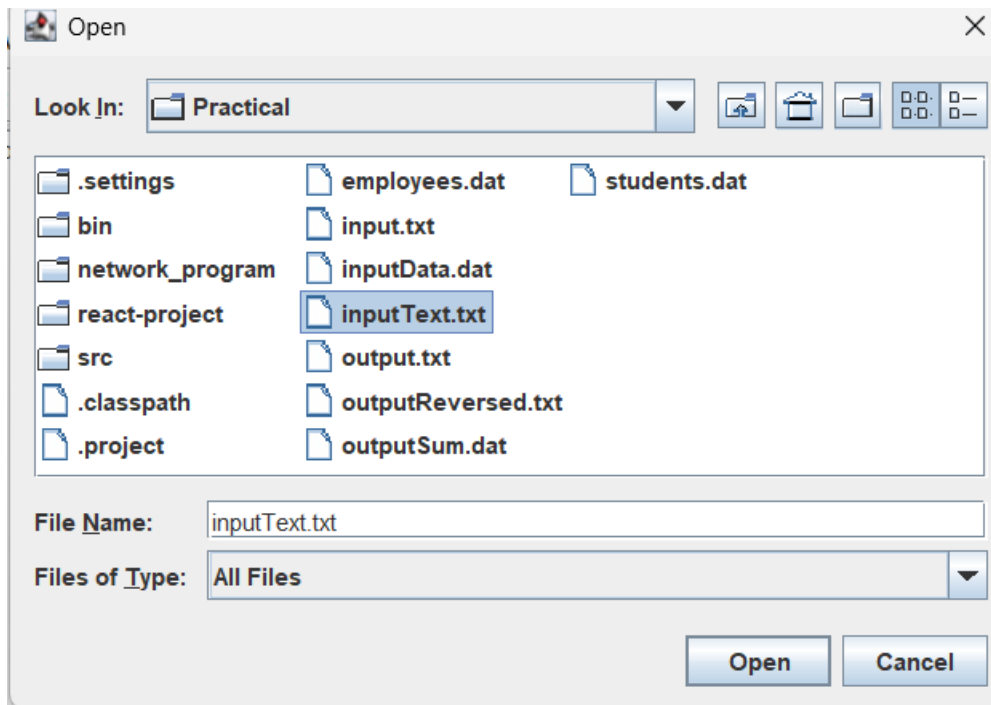 Open
Look In: Practical
.settings employees.dat students.dat
bin input.txt
network_program inputData.dat
react-project inputText.txt
src output.txt
.classpath outputReversed.txt
.project outputSum.dat
File Name: inputText.txt
Files of Type: All Files
Open Cancel